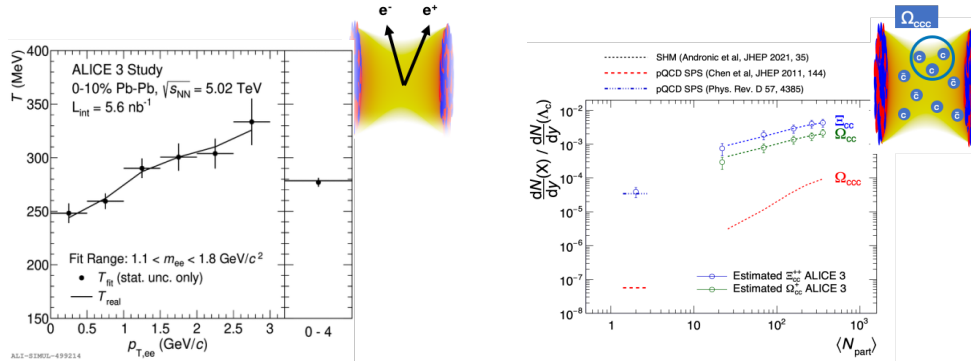 e⁻ e⁺
T (MeV)
400
350
300
250
200
150
ALICE 3 Study
0-10% Pb-Pb, √sNN = 5.02 TeV
Lint = 5.6 nb⁻¹
Fit Range: 1.1 < mee < 1.8 GeV/c²
Tfit (stat. unc. only)
Treal
0 0.5 1 1.5 2 2.5 3 0 - 4
pT,ee (GeV/c)
ALI-SIMUL-499214
Ωccc
c c
c̄ c c̄
c c̄
c c̄
SHM (Andronic et al, JHEP 2021, 35)
pQCD SPS (Chen et al, JHEP 2011, 144)
pQCD SPS (Phys. Rev. D 57, 4385)
dN/dy(X) / dN/dy(Λc)
10⁻²
10⁻³
10⁻⁴
10⁻⁵
10⁻⁶
10⁻⁷
10⁻⁸
Ξcc
Ωcc
Ωccc
Estimated Ξcc⁺⁺ ALICE 3
Estimated Ωcc⁺ ALICE 3
1 10 10² 10³
⟨Npart⟩